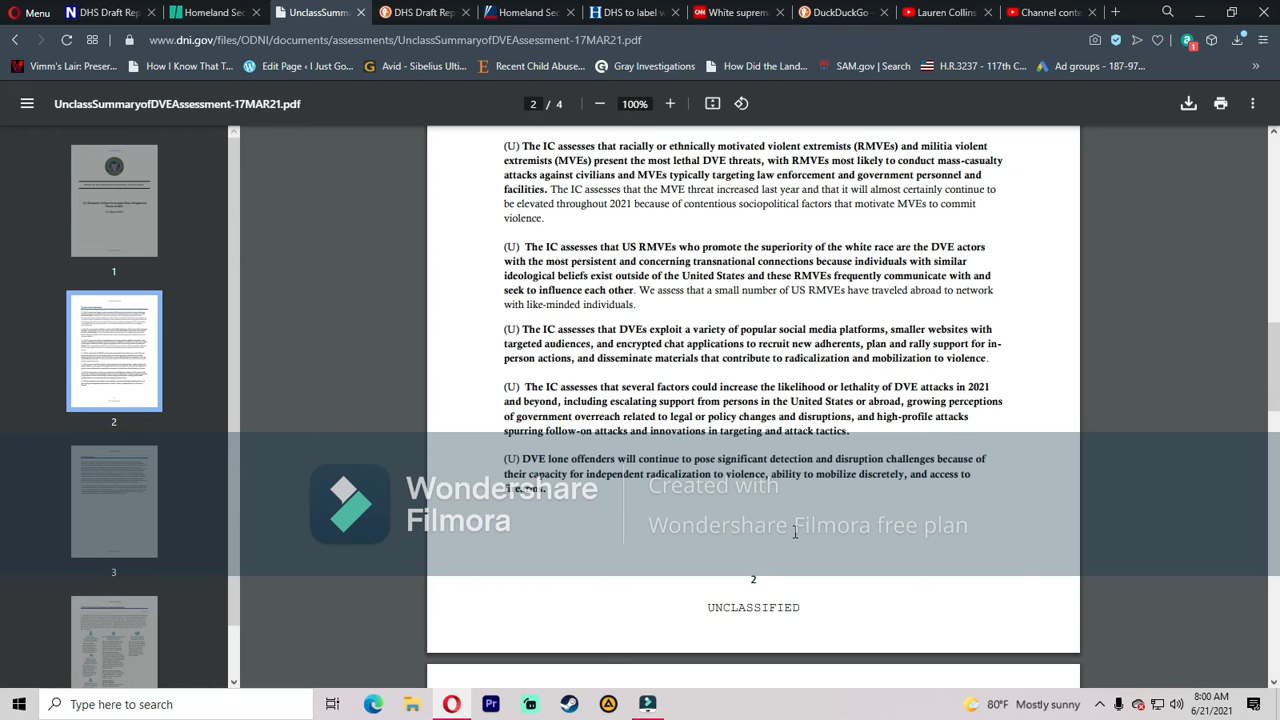 Menu
NDHS Draft Rep
Homeland Sec
UnclassSumma
DHS Draft Rep
Homeland Sec
DHS to label w
White suprem
DuckDuckGo –
Lauren Collins
Channel conte
www.dni.gov/files/ODNI/documents/assessments/UnclassSummaryofDVEAssessment-17MAR21.pdf
1
Vimm's Lair: Preser...
How I Know That T...
Edit Page ‹ I Just Go...
Avid - Sibelius Ulti...
Recent Child Abuse...
Gray Investigations
How Did the Land...
SAM.gov | Search
H.R.3237 - 117th C...
Ad groups - 187-97...
»
UnclassSummaryofDVEAssessment-17MAR21.pdf
2 / 4
100%
1
2
3
(U) The IC assesses that racially or ethnically motivated violent extremists (RMVEs) and militia violent
extremists (MVEs) present the most lethal DVE threats, with RMVEs most likely to conduct mass-casualty
attacks against civilians and MVEs typically targeting law enforcement and government personnel and
facilities. The IC assesses that the MVE threat increased last year and that it will almost certainly continue to
be elevated throughout 2021 because of contentious sociopolitical factors that motivate MVEs to commit
violence.
(U) The IC assesses that US RMVEs who promote the superiority of the white race are the DVE actors
with the most persistent and concerning transnational connections because individuals with similar
ideological beliefs exist outside of the United States and these RMVEs frequently communicate with and
seek to influence each other. We assess that a small number of US RMVEs have traveled abroad to network
with like-minded individuals.
(U) The IC assesses that DVEs exploit a variety of popular social media platforms, smaller websites with
targeted audiences, and encrypted chat applications to recruit new adherents, plan and rally support for in-
person actions, and disseminate materials that contribute to radicalization and mobilization to violence.
(U) The IC assesses that several factors could increase the likelihood or lethality of DVE attacks in 2021
and beyond, including escalating support from persons in the United States or abroad, growing perceptions
of government overreach related to legal or policy changes and disruptions, and high-profile attacks
spurring follow-on attacks and innovations in targeting and attack tactics.
(U) DVE lone offenders will continue to pose significant detection and disruption challenges because of
their capacity for independent radicalization to violence, ability to mobilize discretely, and access to
Wondershare
Filmora
Created with
Wondershare Filmora free plan
2
UNCLASSIFIED
Type here to search
Pr
80°F Mostly sunny
8:00 AM
6/21/2021